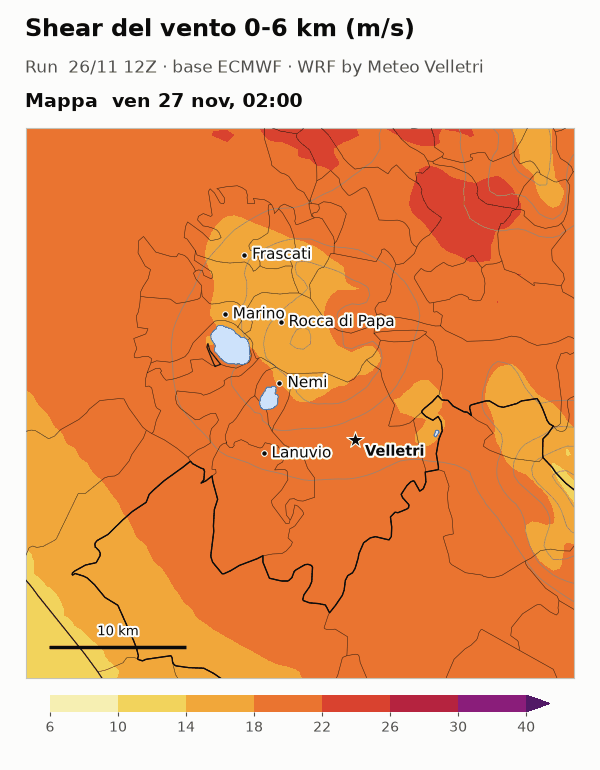 Shear del vento 0-6 km (m/s)
Run  26/11 12Z · base ECMWF · WRF by Meteo Velletri
Mappa  ven 27 nov, 02:00
Frascati
Marino
Rocca di Papa
Nemi
Velletri
Lanuvio
10 km
6 10 14 18 22 26 30 40